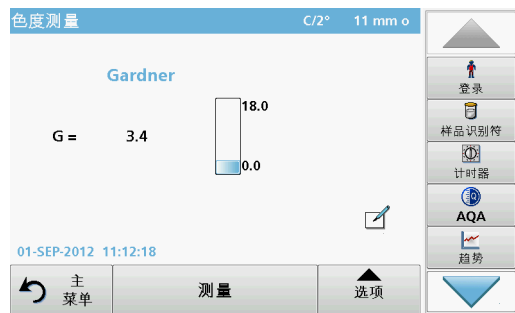 色度测量 C/2° 11 mm o
Gardner
18.0
G = 3.4
0.0
01-SEP-2012 11:12:18
主
菜单
测量
选项
登录
样品识别符
计时器
AQA
趋势